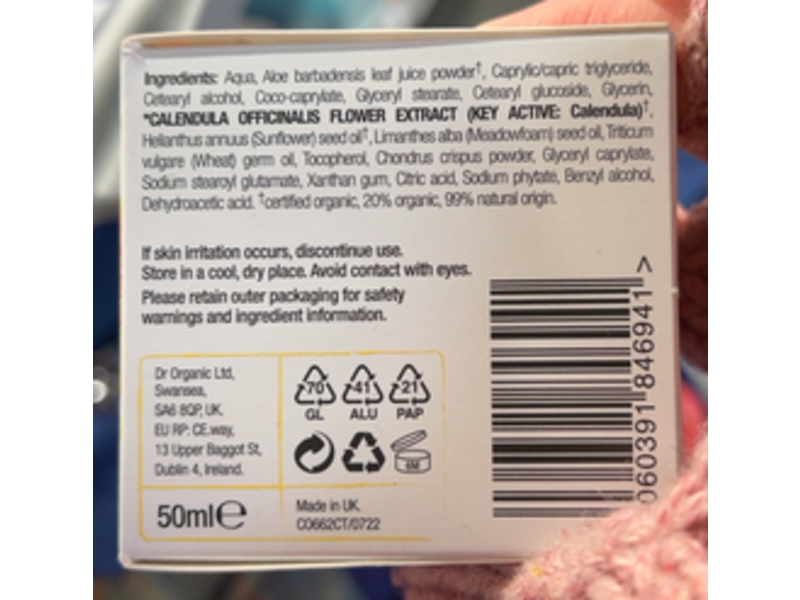 Ingredients: Aqua, Aloe barbadensis leaf juice powder†, Caprylic/capric triglyceride,
Cetearyl alcohol, Coco-caprylate, Glyceryl stearate, Cetearyl glucoside, Glycerin,
*CALENDULA OFFICINALIS FLOWER EXTRACT (KEY ACTIVE: Calendula)†,
Helianthus annuus (Sunflower) seed oil†, Limanthes alba (Meadowfoam) seed oil, Triticum
vulgare (Wheat) germ oil, Tocopherol, Chondrus crispus powder, Glyceryl caprylate,
Sodium stearoyl glutamate, Xanthan gum, Citric acid, Sodium phytate, Benzyl alcohol,
Dehydroacetic acid. †certified organic, 20% organic, 99% natural origin.
If skin irritation occurs, discontinue use.
Store in a cool, dry place. Avoid contact with eyes.
Please retain outer packaging for safety
warnings and ingredient information.
Dr Organic Ltd,
Swansea,
SA6 8QP, UK.
EU RP: CE.way,
13 Upper Baggot St,
Dublin 4, Ireland.
70 41 21
GL ALU PAP
6M
50ml℮
Made in UK.
CO662CT/0722
060391 846941 >